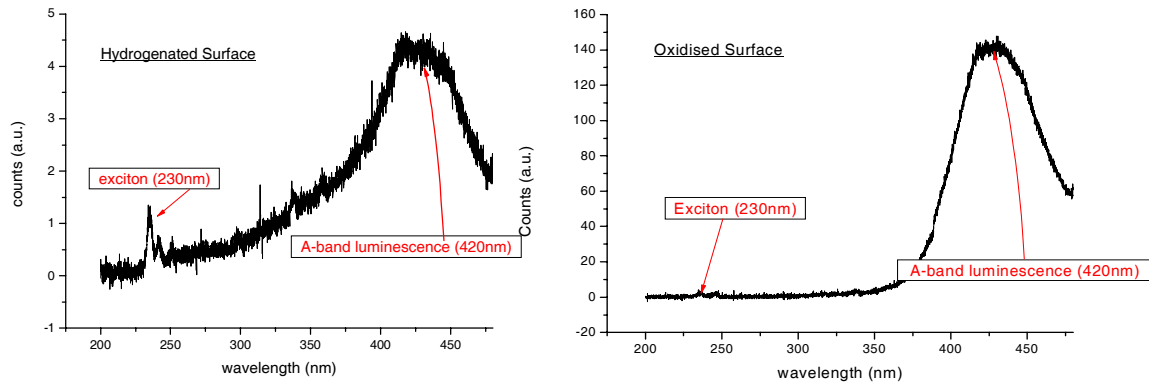 Hydrogenated Surface
counts (a.u.)
5
4
3
2
1
0
-1
exciton (230nm)
A-band luminescence (420nm)
200 250 300 350 400 450
wavelength (nm)
Oxidised Surface
Counts (a.u.)
160
140
120
100
80
60
40
20
0
-20
Exciton (230nm)
A-band luminescence (420nm)
200 250 300 350 400 450
wavelength (nm)